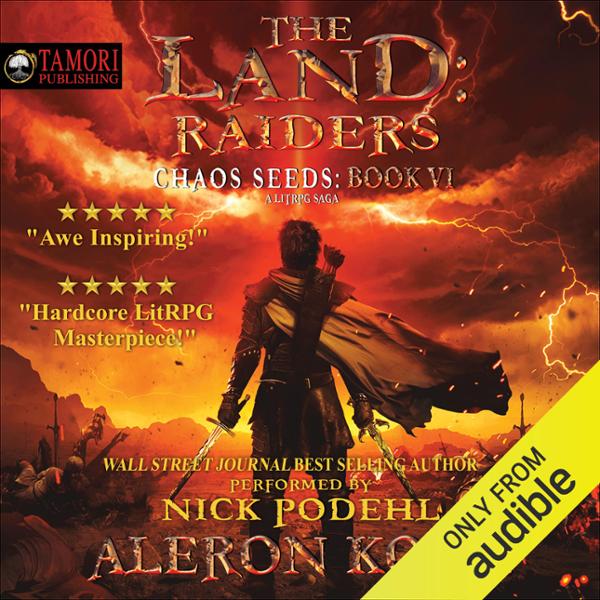 TAMORI
PUBLISHING
THE
LAND:
RAIDERS
CHAOS SEEDS: BOOK VI
A LITRPG SAGA
"Awe Inspiring!"
"Hardcore LitRPG
Masterpiece!"
WALL STREET JOURNAL BEST SELLING AUTHOR
PERFORMED BY
NICK PODEHL
ALERON
ONLY FROM
audible